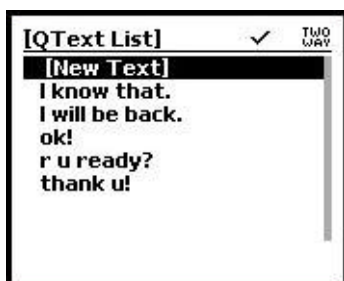 [QText List] ✓ TWO WAY
[New Text]
I know that.
I will be back.
ok!
r u ready?
thank u!